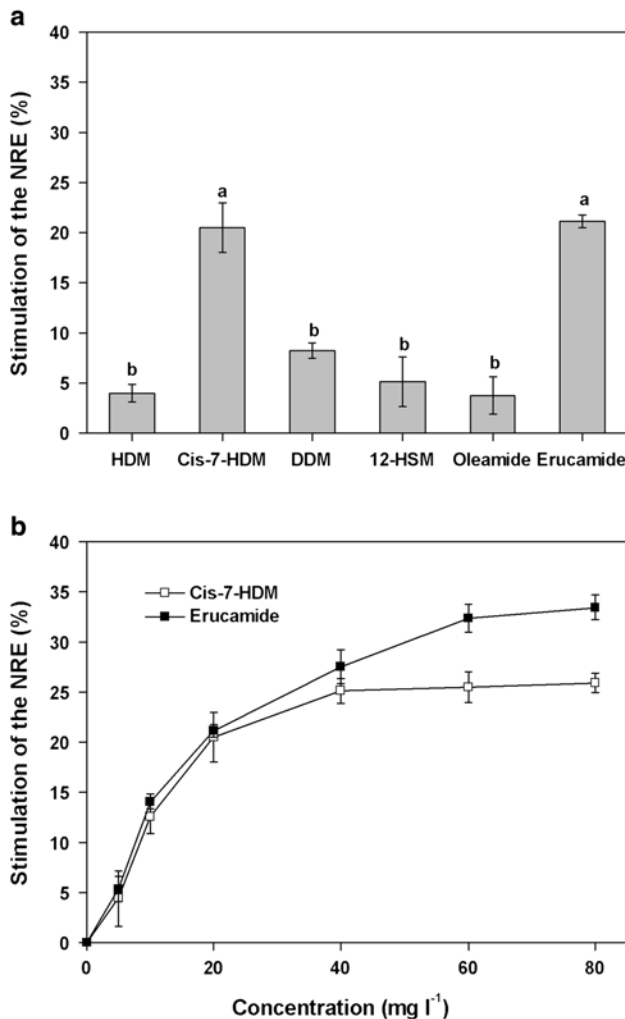 a
Stimulation of the NRE (%)
40
35
30
25
20
15
10
5
0
b
a
b
b
b
a
HDM Cis-7-HDM DDM 12-HSM Oleamide Erucamide
b
Stimulation of the NRE (%)
40
35
30
25
20
15
10
5
0
Cis-7-HDM
Erucamide
0 20 40 60 80
Concentration (mg l⁻¹)